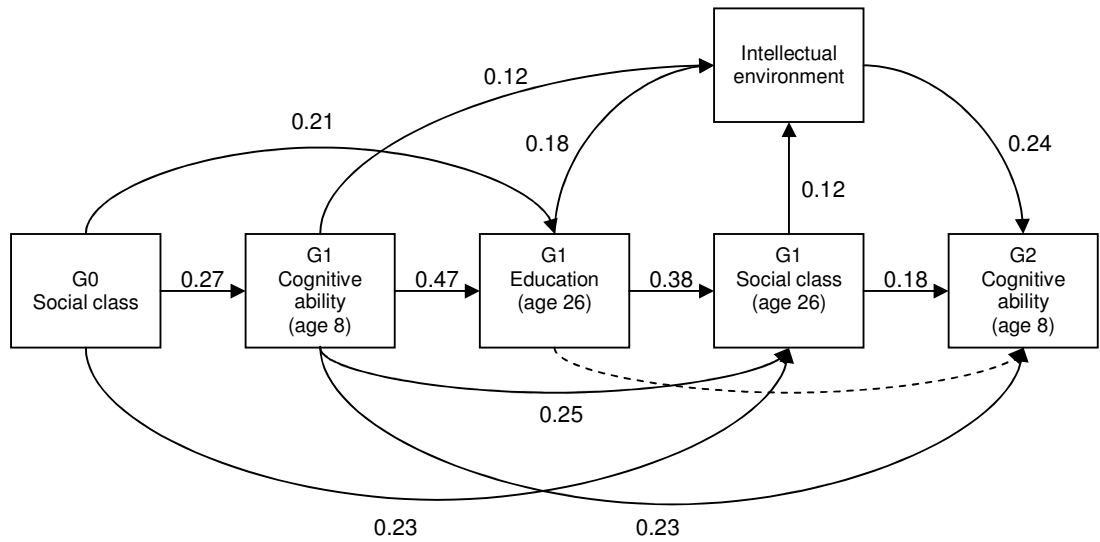 Intellectual
environment
0.12
0.21
0.18
0.24
0.12
G0
Social class
0.27
G1
Cognitive
ability
(age 8)
0.47
G1
Education
(age 26)
0.38
G1
Social class
(age 26)
0.18
G2
Cognitive
ability
(age 8)
0.25
0.23
0.23